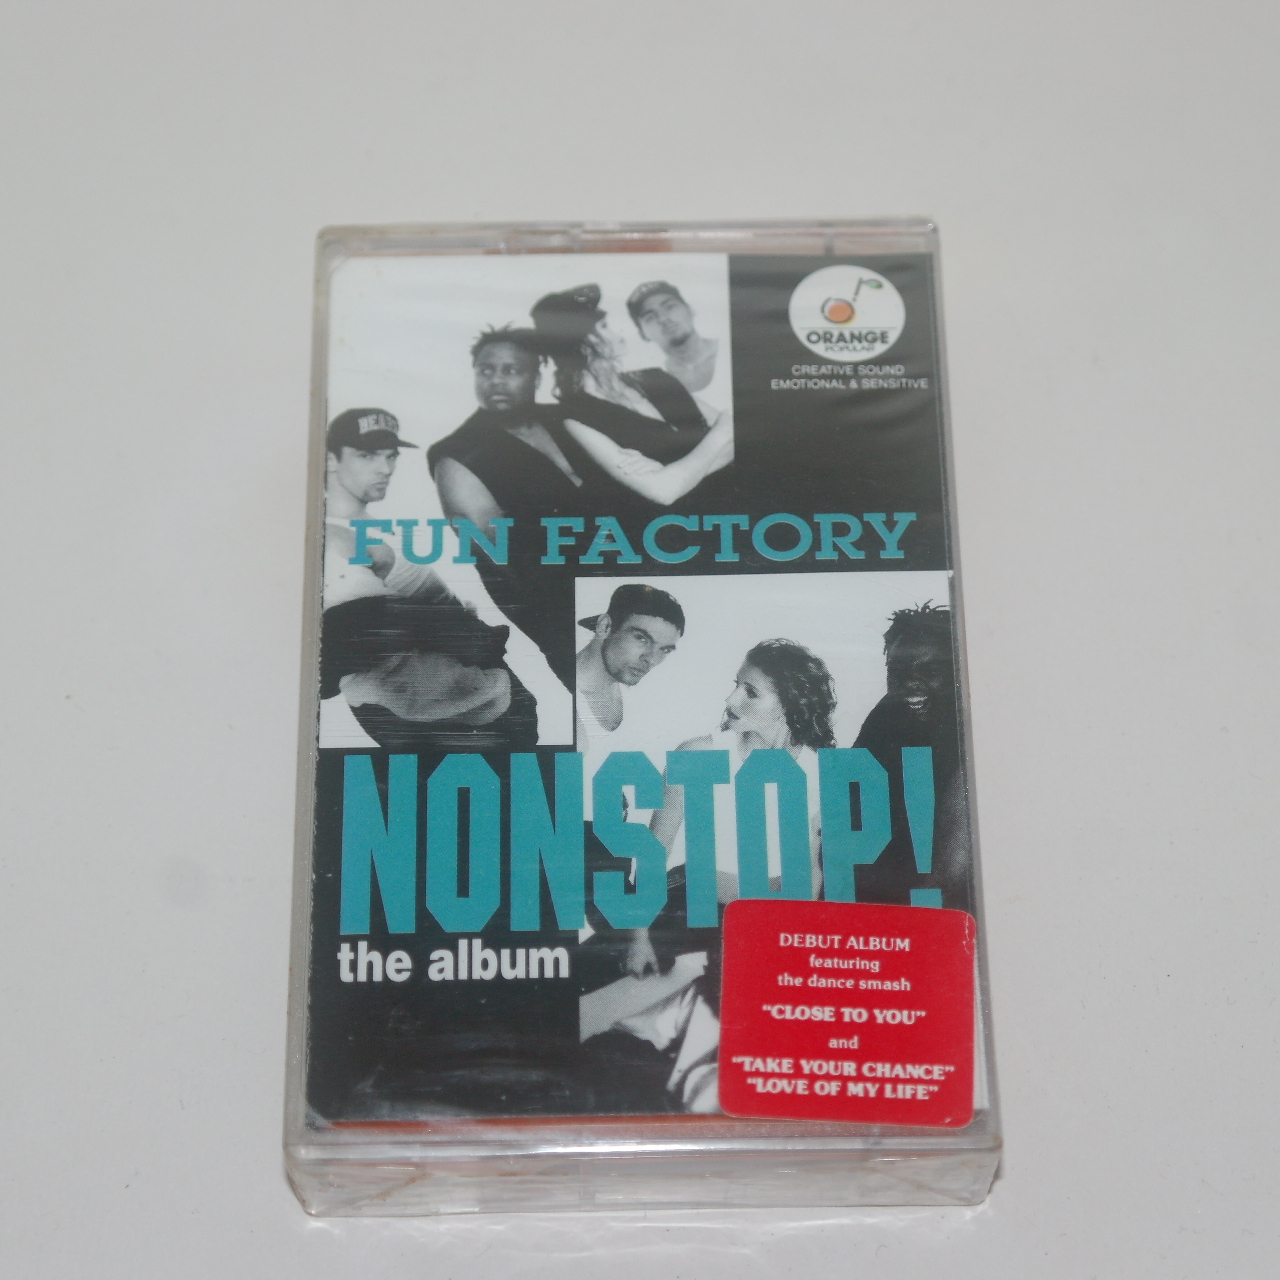 ORANGE
POPULAR
CREATIVE SOUND
EMOTIONAL & SENSITIVE
FUN FACTORY
NONSTOP!
the album
DEBUT ALBUM
featuring
the dance smash
"CLOSE TO YOU"
and
"TAKE YOUR CHANCE"
"LOVE OF MY LIFE"